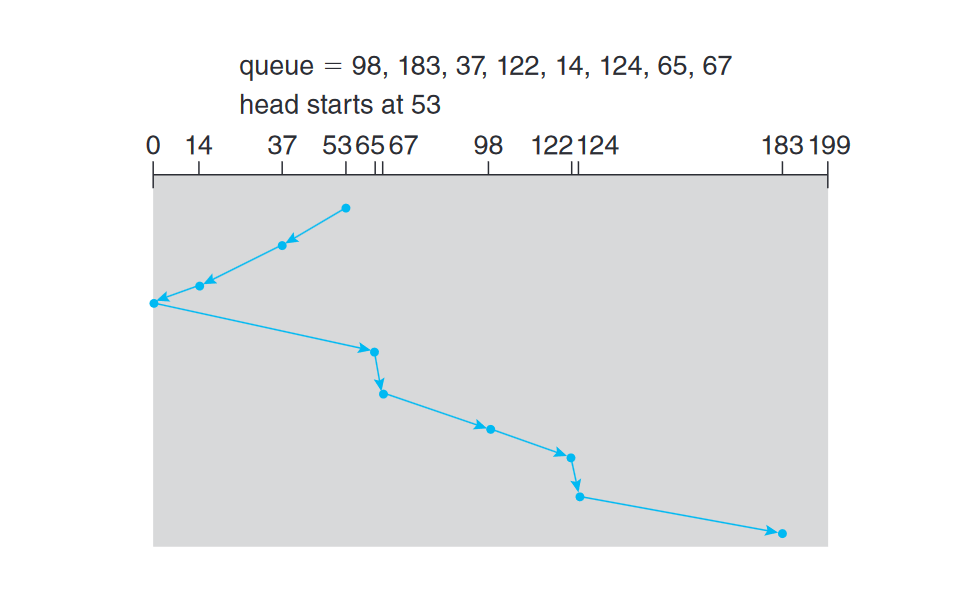 queue = 98, 183, 37, 122, 14, 124, 65, 67
head starts at 53
0 14 37 53 65 67 98 122 124 183 199